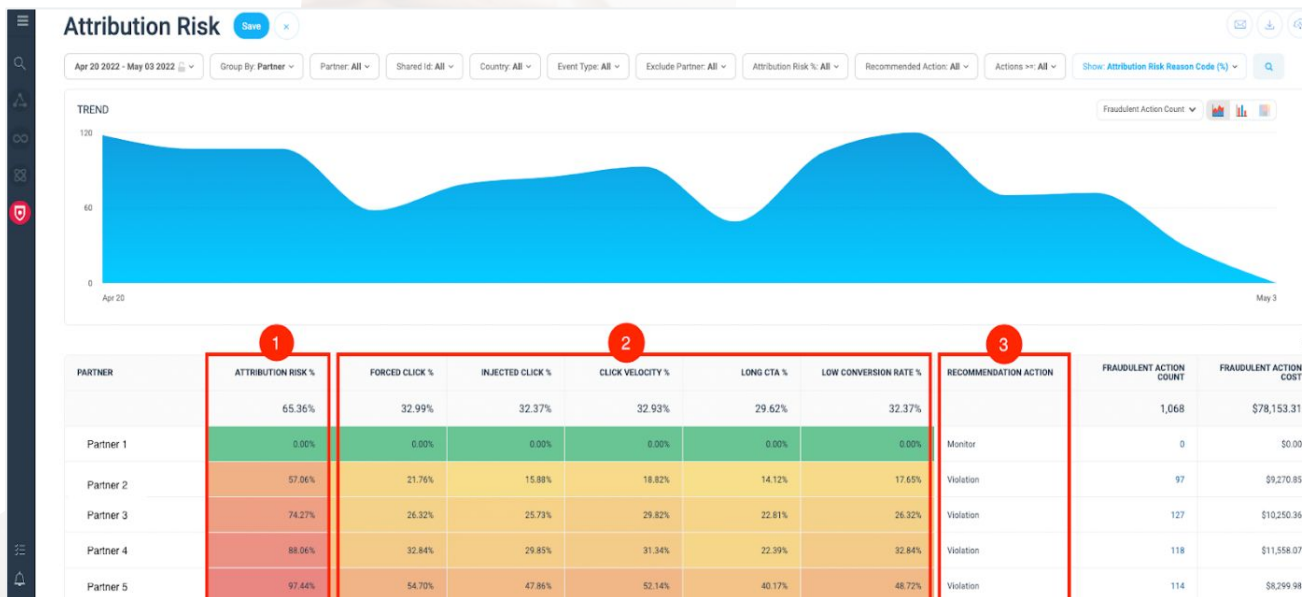 Attribution Risk Save ×
Apr 20 2022 - May 03 2022 Group By: Partner Partner: All Shared Id: All Country: All Event Type: All Exclude Partner: All Attribution Risk %: All Recommended Action: All Actions >=: All Show: Attribution Risk Reason Code (%)
TREND Fraudulent Action Count
120
60
0
Apr 20 May 3
1 2 3
PARTNER ATTRIBUTION RISK % FORCED CLICK % INJECTED CLICK % CLICK VELOCITY % LONG CTA % LOW CONVERSION RATE % RECOMMENDATION ACTION FRAUDULENT ACTION COUNT FRAUDULENT ACTION COST
65.36% 32.99% 32.37% 32.93% 29.62% 32.37% 1,068 $78,153.31
Partner 1 0.00% 0.00% 0.00% 0.00% 0.00% 0.00% Monitor 0 $0.00
Partner 2 57.06% 21.76% 15.88% 18.82% 14.12% 17.65% Violation 97 $9,270.85
Partner 3 74.27% 26.32% 25.73% 29.82% 22.81% 26.32% Violation 127 $10,250.36
Partner 4 88.06% 32.84% 29.85% 31.34% 22.39% 32.84% Violation 118 $11,558.07
Partner 5 97.44% 54.70% 47.86% 52.14% 40.17% 48.72% Violation 114 $8,299.98